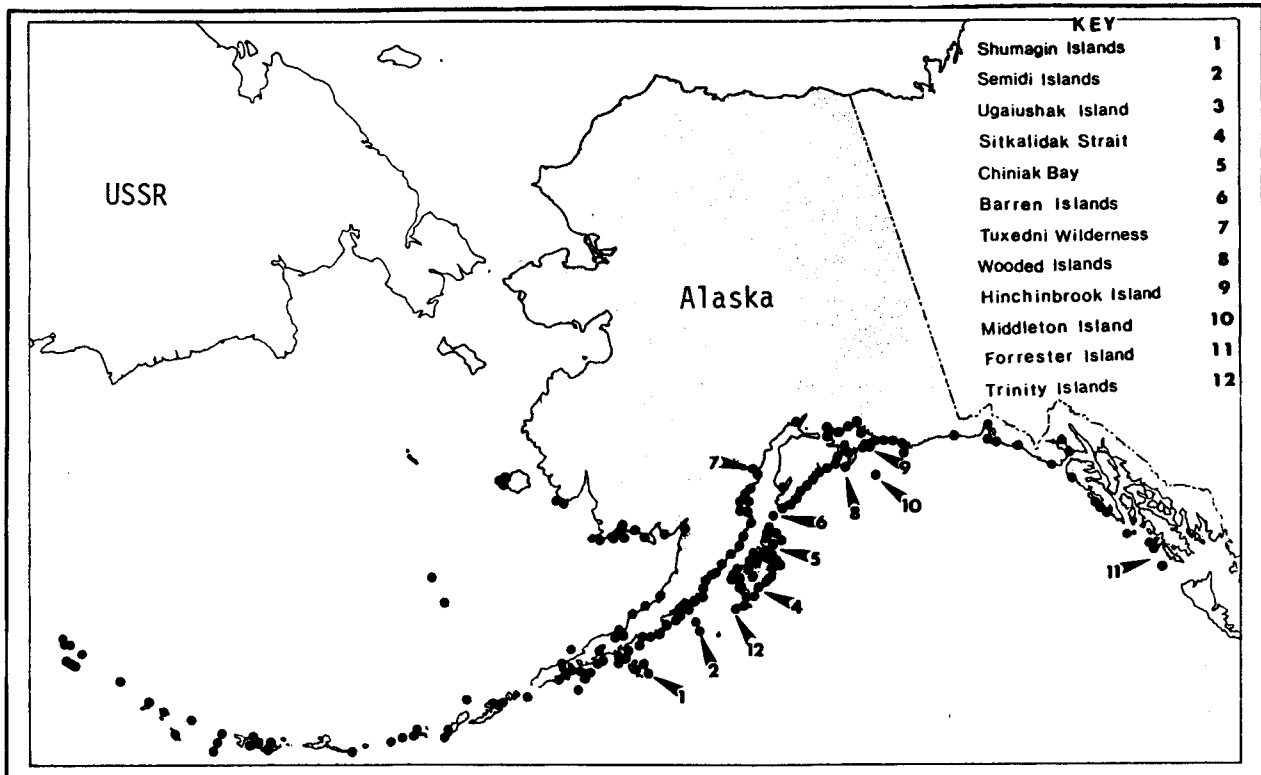 KEY
Shumagin Islands 1
Semidi Islands 2
Ugaiushak Island 3
Sitkalidak Strait 4
Chiniak Bay 5
Barren Islands 6
Tuxedni Wilderness 7
Wooded Islands 8
Hinchinbrook Island 9
Middleton Island 10
Forrester Island 11
Trinity Islands 12
USSR
Alaska
7
9
8
10
6
5
11
4
12
2
1